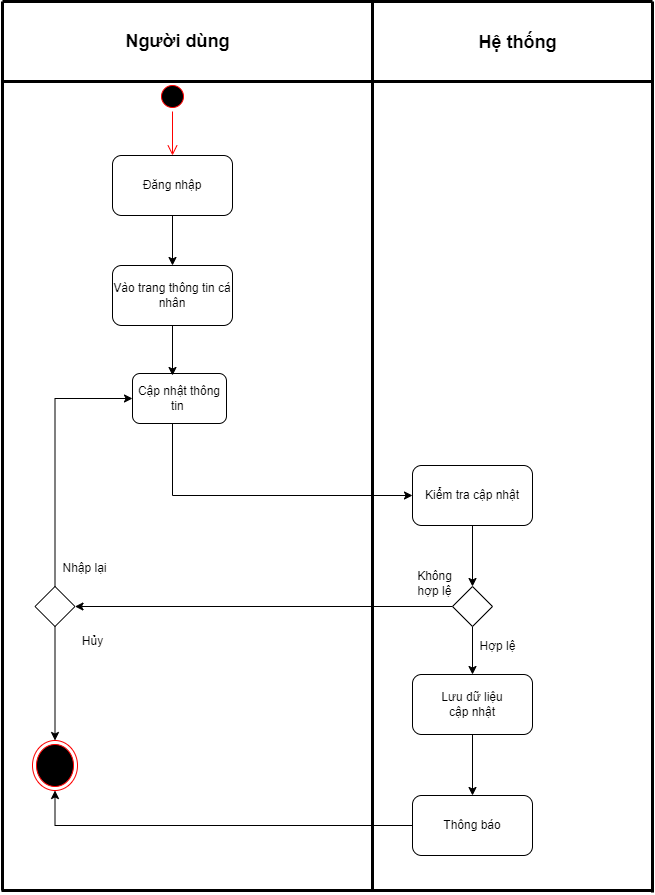 Người dùng
Hệ thống
Đăng nhập
Vào trang thông tin cá
nhân
Cập nhật thông
tin
Kiểm tra cập nhật
Nhập lại
Không
hợp lệ
Hủy
Hợp lệ
Lưu dữ liệu
cập nhật
Thông báo